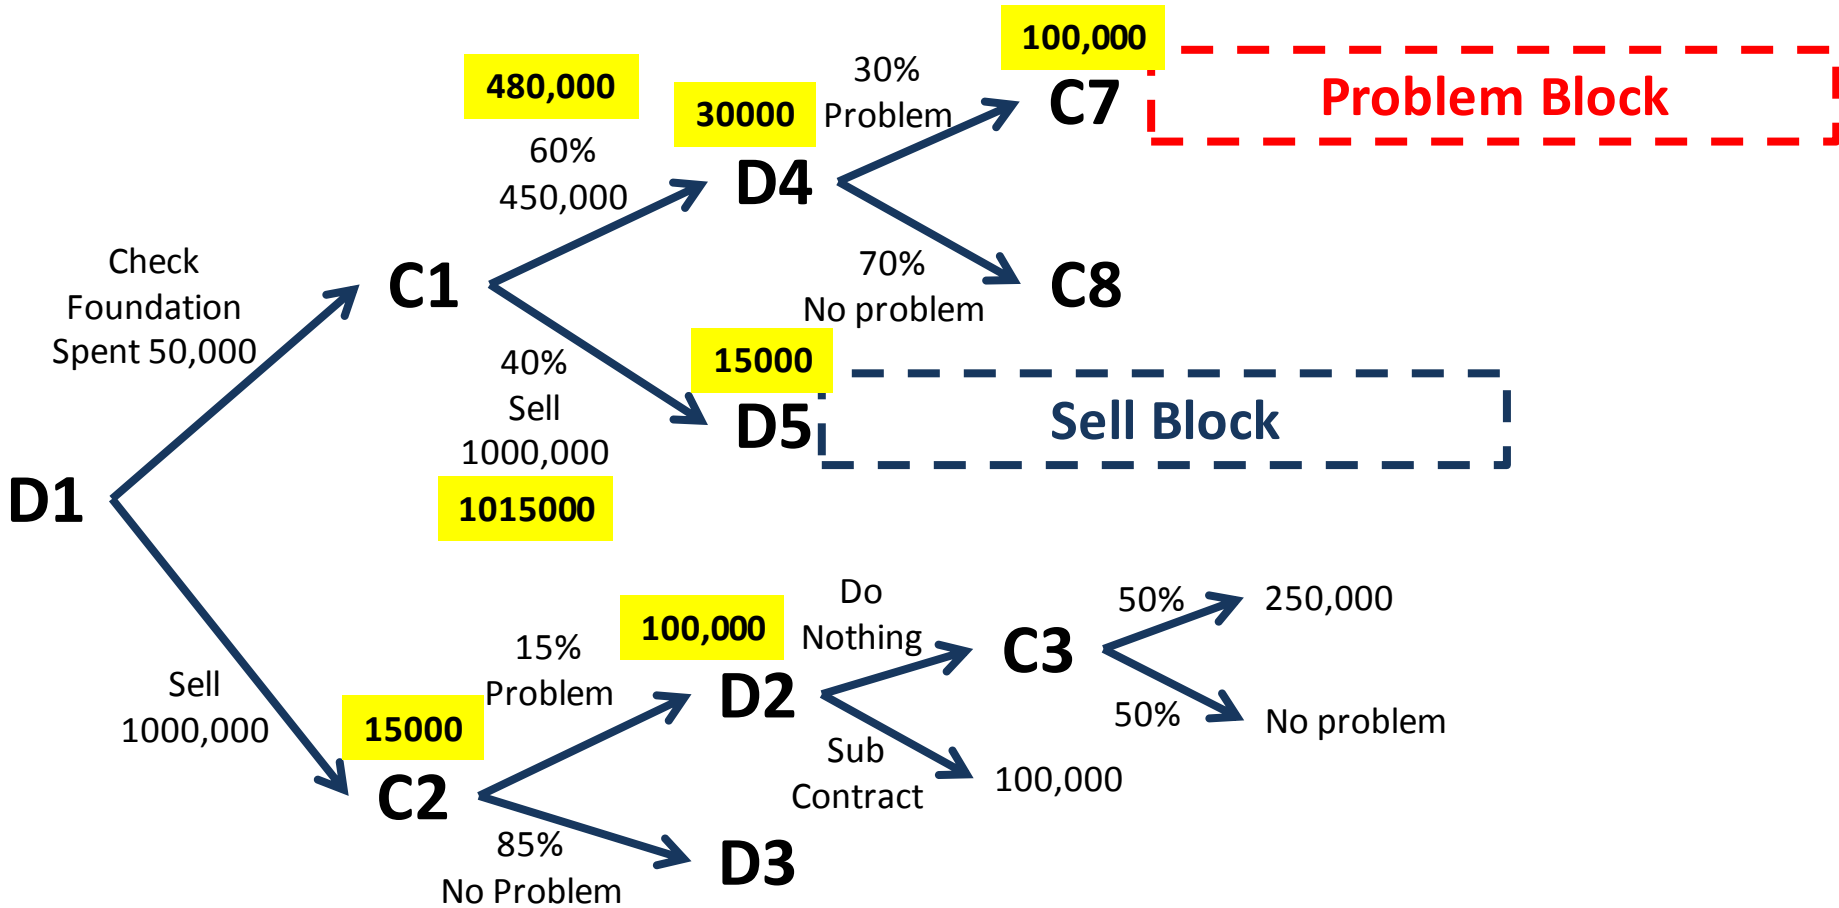 100,000
480,000
30%
Problem
C7
Problem Block
30000
60%
450,000
D4
Check
Foundation
Spent 50,000
C1
70%
No problem
C8
40%
Sell
1000,000
15000
D5
Sell Block
1015000
D1
Do
Nothing
50%
250,000
100,000
15%
Problem
C3
D2
Sell
1000,000
15000
50%
No problem
Sub
Contract
100,000
C2
85%
No Problem
D3